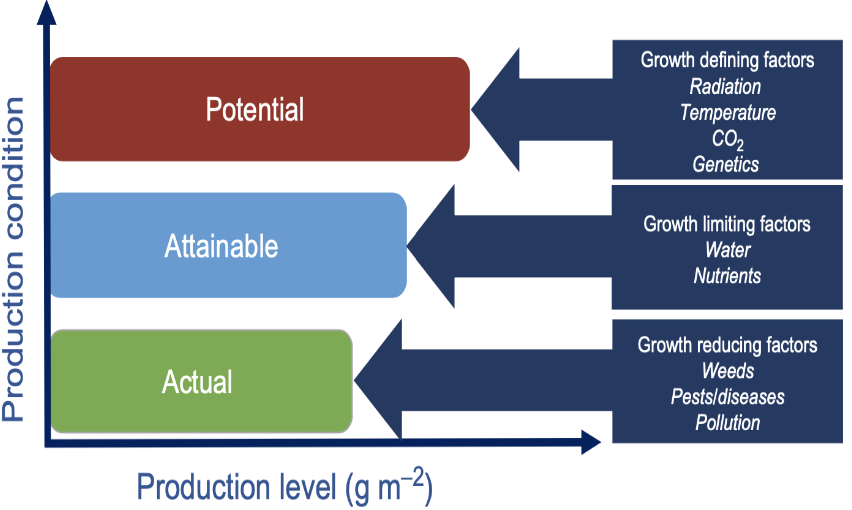 Production condition
Potential
Growth defining factors
Radiation
Temperature
CO₂
Genetics
Attainable
Growth limiting factors
Water
Nutrients
Actual
Growth reducing factors
Weeds
Pests/diseases
Pollution
Production level (g m⁻²)